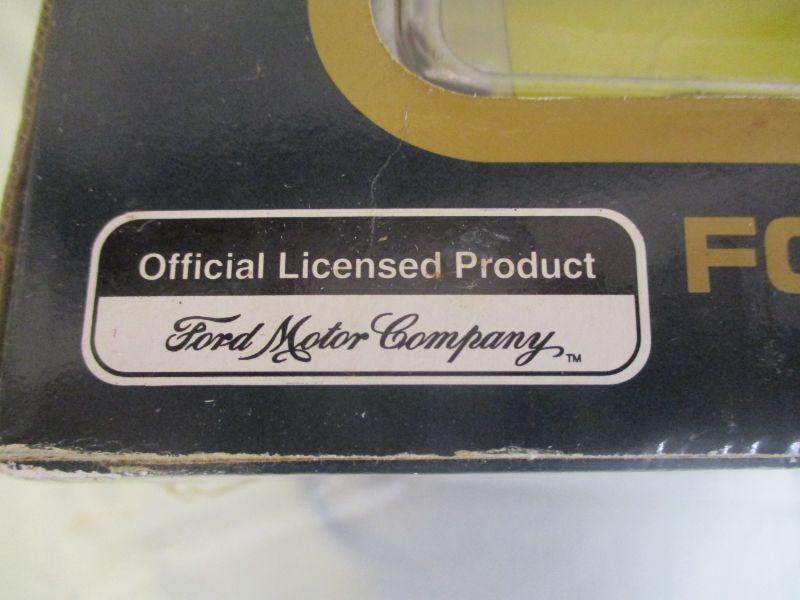 Official Licensed Product
Ford Motor Company™